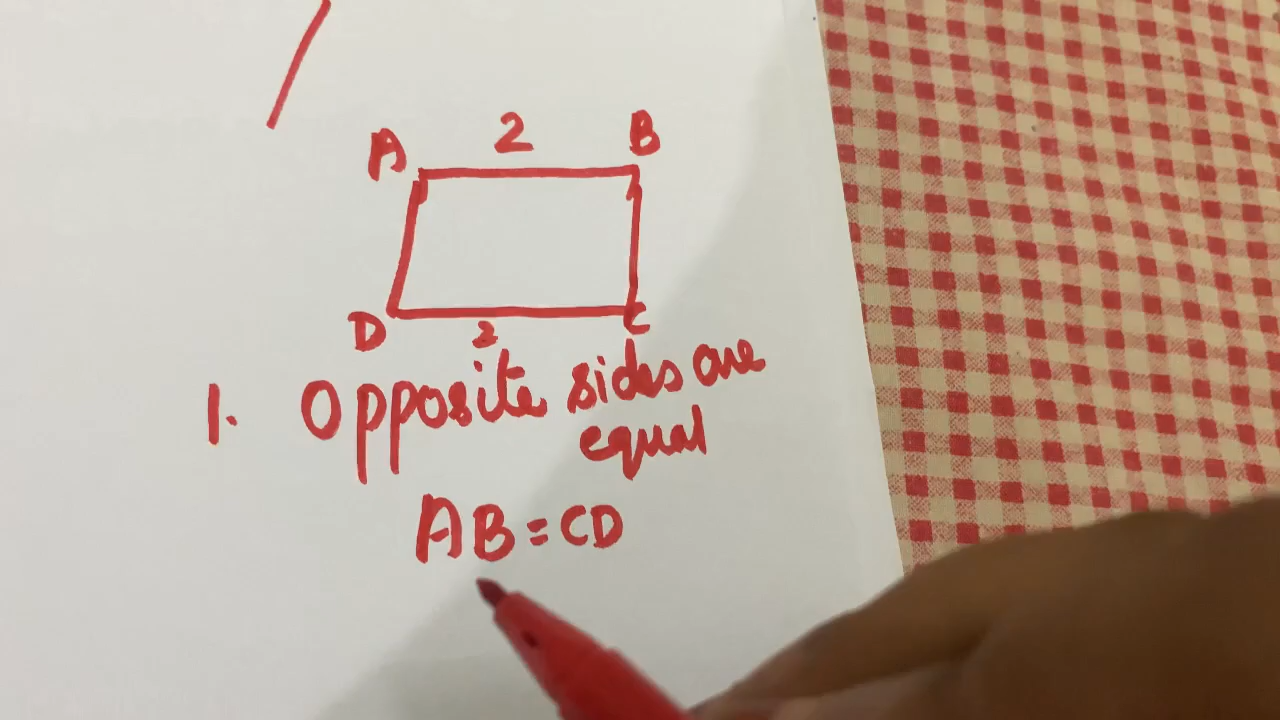 A 2 B
D 2 C
1. Opposite sides are
equal
AB = CD